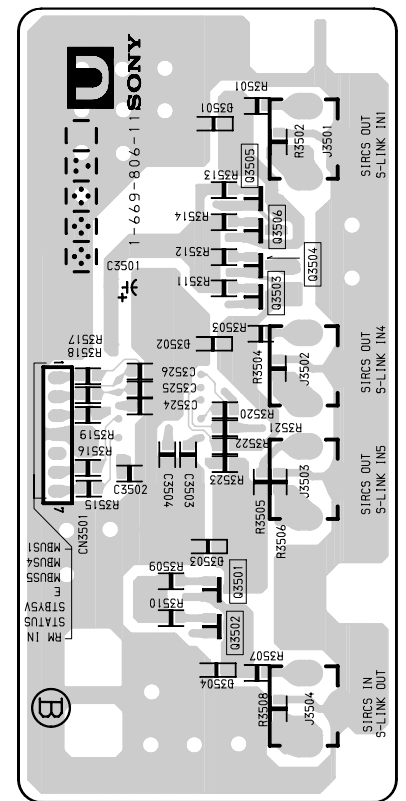 U
SONY
1-669-806-11
R3501
D3501
R3502
J3501
SIRCS OUT
S-LINK IN1
Q3505
R3513
R3514
Q3506
R3512
Q3504
R3511
Q3503
C3501
R3503
D3502
R3504
J3502
SIRCS OUT
S-LINK IN4
R3517
R3518
1
C3526
C3525
C3524
R3520
R3519
R3521
R3522
R3516
R3523
R3515
C3502
C3504
C3503
J3503
SIRCS OUT
S-LINK IN5
R3505
R3506
7
CN3501
MBUS1
MBUS4
MBUS5
E
STBY5V
STATUS
RM IN
D3503
R3509
Q3501
R3510
Q3502
R3507
D3504
R3508
J3504
SIRCS IN
S-LINK OUT
B